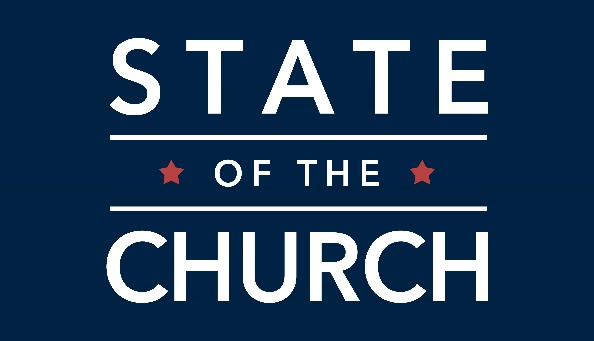 STATE
OF THE
CHURCH